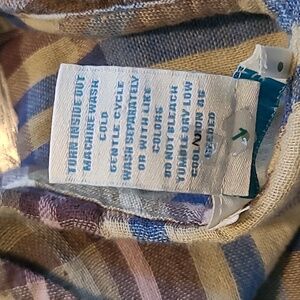 TURN INSIDE OUT
MACHINE WASH
COLD
GENTLE CYCLE
WASH SEPARATELY
OR WITH LIKE
COLORS
DO NOT BLEACH
TUMBLE DRY LOW
COOL IRON AS
NEEDED